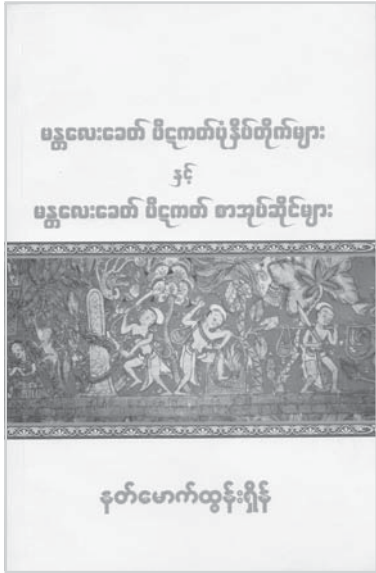 မန္တလေးခေတ် ပိဋကတ်ပုံနှိပ်တိုက်များ
နှင့်
မန္တလေးခေတ် ပိဋကတ် စာအုပ်ဆိုင်များ
နတ်မောက်ထွန်းရှိန်